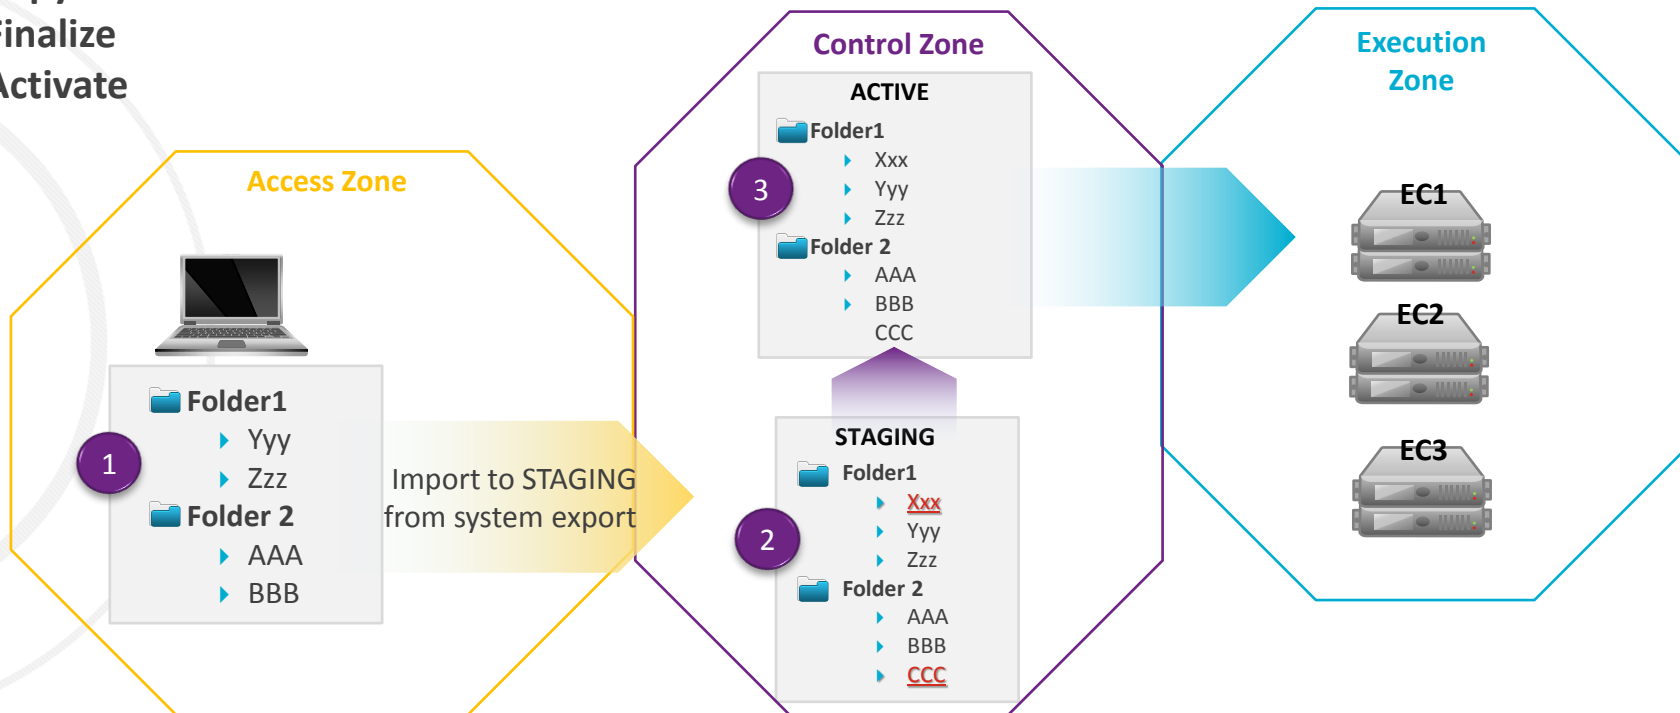 Finalize
Activate
Access Zone
Folder1
Yyy
Zzz
Folder 2
AAA
BBB
1
Import to STAGING
from system export
Control Zone
ACTIVE
Folder1
Xxx
Yyy
Zzz
Folder 2
AAA
BBB
CCC
3
STAGING
Folder1
Xxx
Yyy
Zzz
Folder 2
AAA
BBB
CCC
2
Execution
Zone
EC1
EC2
EC3